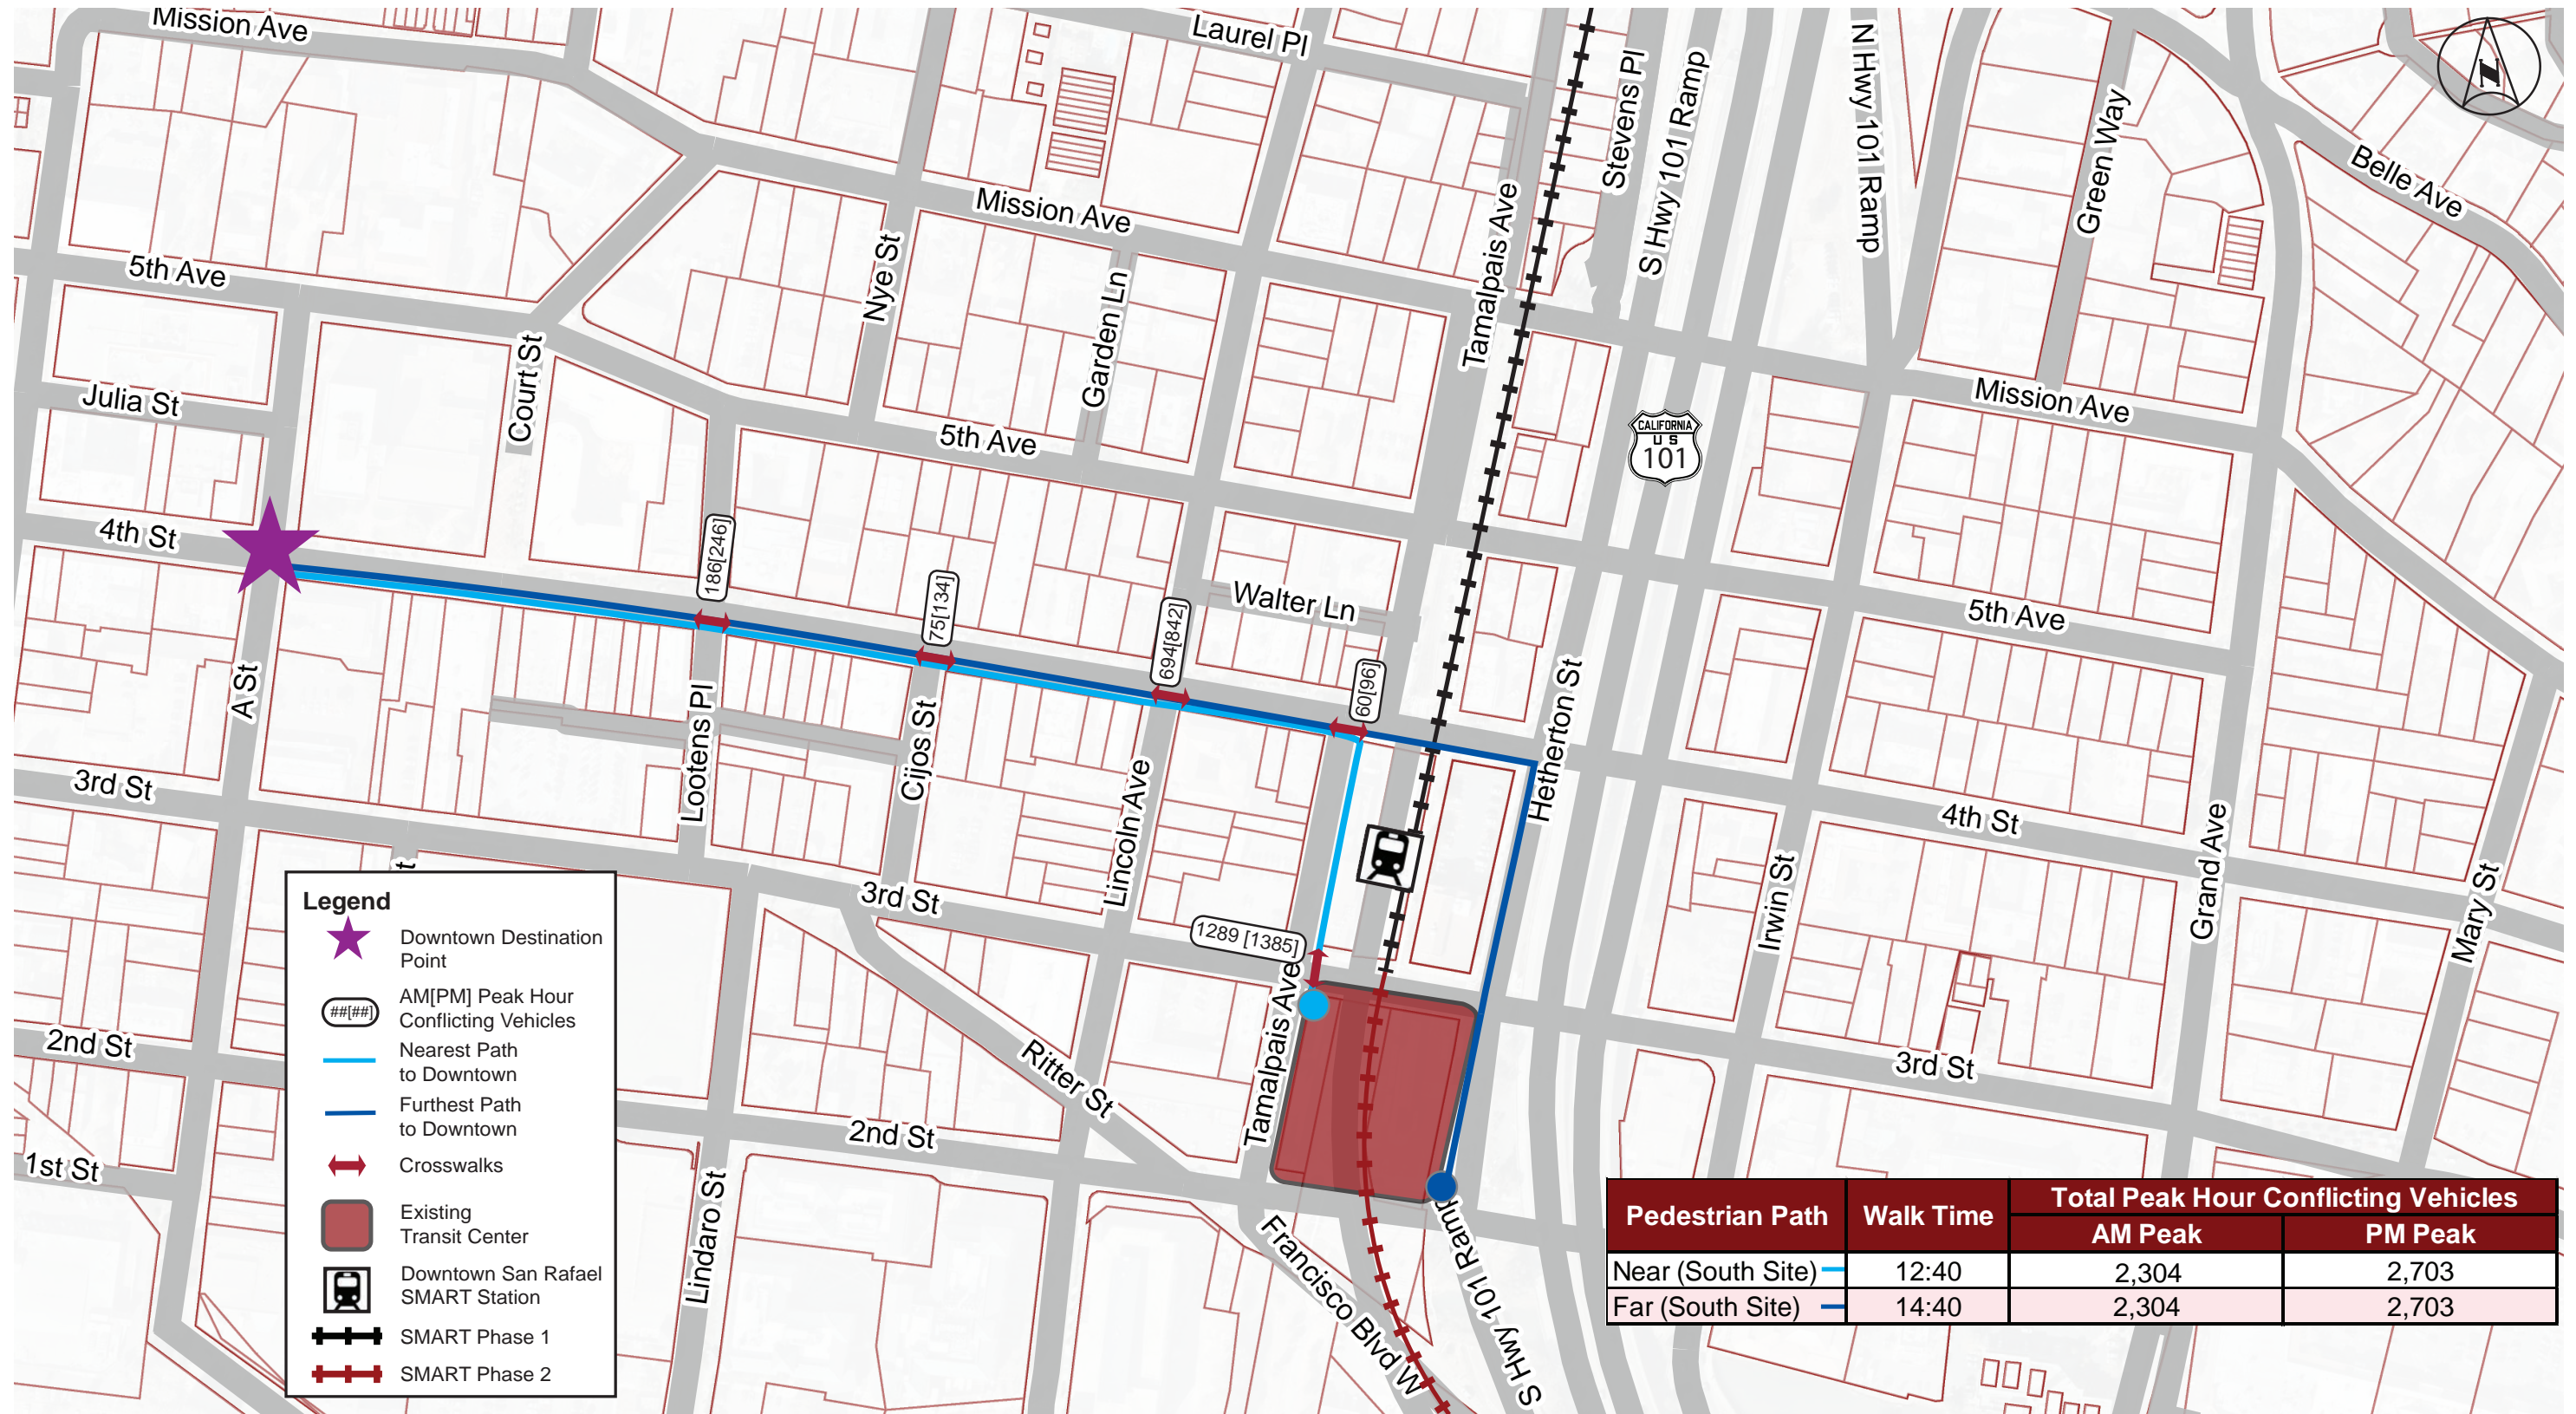 Mission Ave
Laurel Pl
Stevens Pl
S Hwy 101 Ramp
N Hwy 101 Ramp
Green Way
Belle Ave
N
5th Ave
Nye St
Mission Ave
Garden Ln
Tamalpais Ave
CALIFORNIA
US
101
Mission Ave
Julia St
Court St
5th Ave
4th St
186[246]
75[134]
694[842]
Walter Ln
60[96]
5th Ave
A St
Lootens Pl
Cijos St
Lincoln Ave
Hetherton St
3rd St
4th St
Irwin St
Grand Ave
Mary St
t
3rd St
1289 [1385]
Tamalpais Ave
2nd St
Ritter St
3rd St
2nd St
1st St
Lindaro St
Francisco Blvd W
S Hwy 101 Ramp
Legend
Downtown Destination
Point
##[##]
AM[PM] Peak Hour
Conflicting Vehicles
Nearest Path
to Downtown
Furthest Path
to Downtown
Crosswalks
Existing
Transit Center
Downtown San Rafael
SMART Station
SMART Phase 1
SMART Phase 2
Pedestrian Path Walk Time Total Peak Hour Conflicting Vehicles
AM Peak PM Peak
Near (South Site) 12:40 2,304 2,703
Far (South Site) 14:40 2,304 2,703